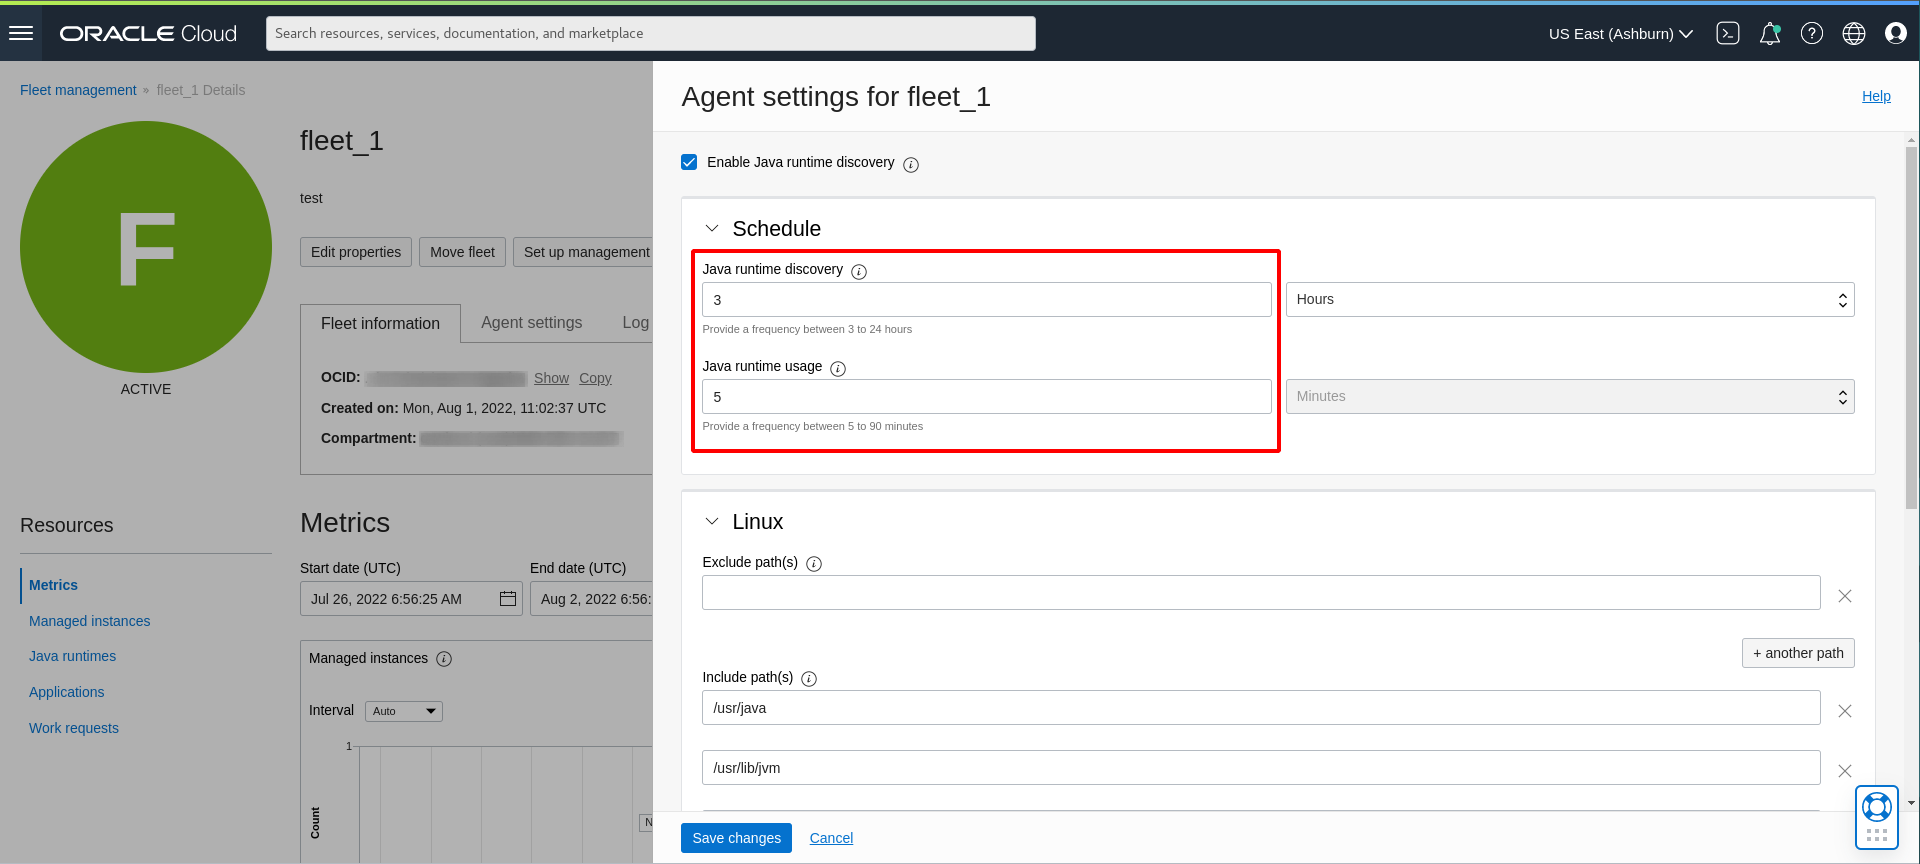 ORACLE Cloud
Search resources, services, documentation, and marketplace
US East (Ashburn)
Fleet management » fleet_1 Details
F
ACTIVE
fleet_1
test
Edit properties Move fleet Set up management
Fleet information Agent settings Log
OCID: Show Copy
Created on: Mon, Aug 1, 2022, 11:02:37 UTC
Compartment:
Resources
Metrics
Managed instances
Java runtimes
Applications
Work requests
Metrics
Start date (UTC) End date (UTC)
Jul 26, 2022 6:56:25 AM Aug 2, 2022 6:56:
Managed instances i
Interval Auto
1
Count
N
Agent settings for fleet_1
Help
Enable Java runtime discovery i
Schedule
Java runtime discovery i
3 Hours
Provide a frequency between 3 to 24 hours
Java runtime usage i
5 Minutes
Provide a frequency between 5 to 90 minutes
Linux
Exclude path(s) i
+ another path
Include path(s) i
/usr/java
/usr/lib/jvm
Save changes Cancel